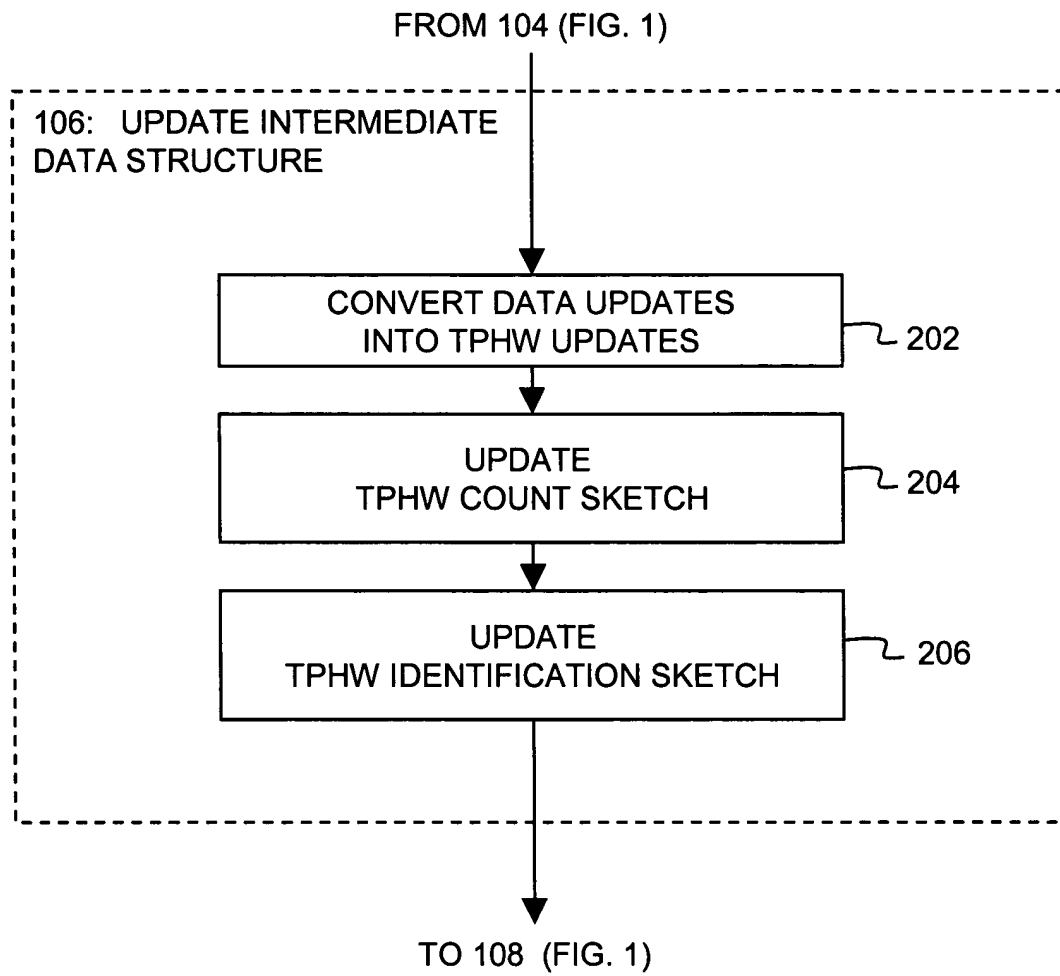 FROM 104 (FIG. 1)
106: UPDATE INTERMEDIATE
DATA STRUCTURE
CONVERT DATA UPDATES
INTO TPHW UPDATES
202
UPDATE
TPHW COUNT SKETCH
204
UPDATE
TPHW IDENTIFICATION SKETCH
206
TO 108 (FIG. 1)